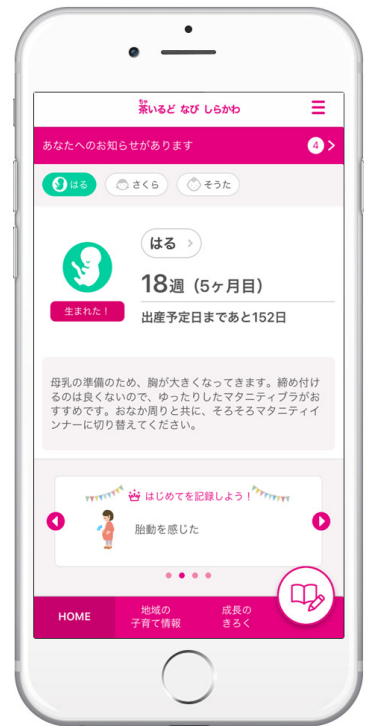 ちゃ
茶いるど なび しらかわ
あなたへのお知らせがあります 4
はる さくら そうた
はる
18週 (5ヶ月目)
生まれた！
出産予定日まであと152日
母乳の準備のため、胸が大きくなってきます。締め付け
るのは良くないので、ゆったりしたマタニティブラがお
すすめです。おなか周りと共に、そろそろマタニティイ
ンナーに切り替えてください。
はじめてを記録しよう！
胎動を感じた
HOME
地域の
子育て情報
成長の
きろく